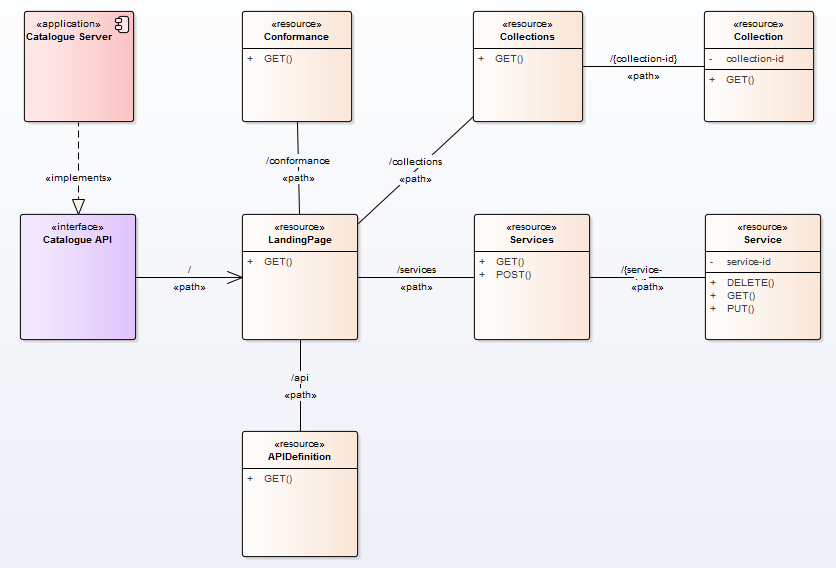 «application»
Catalogue Server
«resource»
Conformance
+ GET()
«resource»
Collections
+ GET()
/{collection-id}
«path»
«resource»
Collection
- collection-id
+ GET()
«implements»
/conformance
«path»
/collections
«path»
«interface»
Catalogue API
/
«path»
«resource»
LandingPage
+ GET()
/services
«path»
«resource»
Services
+ GET()
+ POST()
/{service-
«path»
«resource»
Service
- service-id
+ DELETE()
+ GET()
+ PUT()
/api
«path»
«resource»
APIDefinition
+ GET()